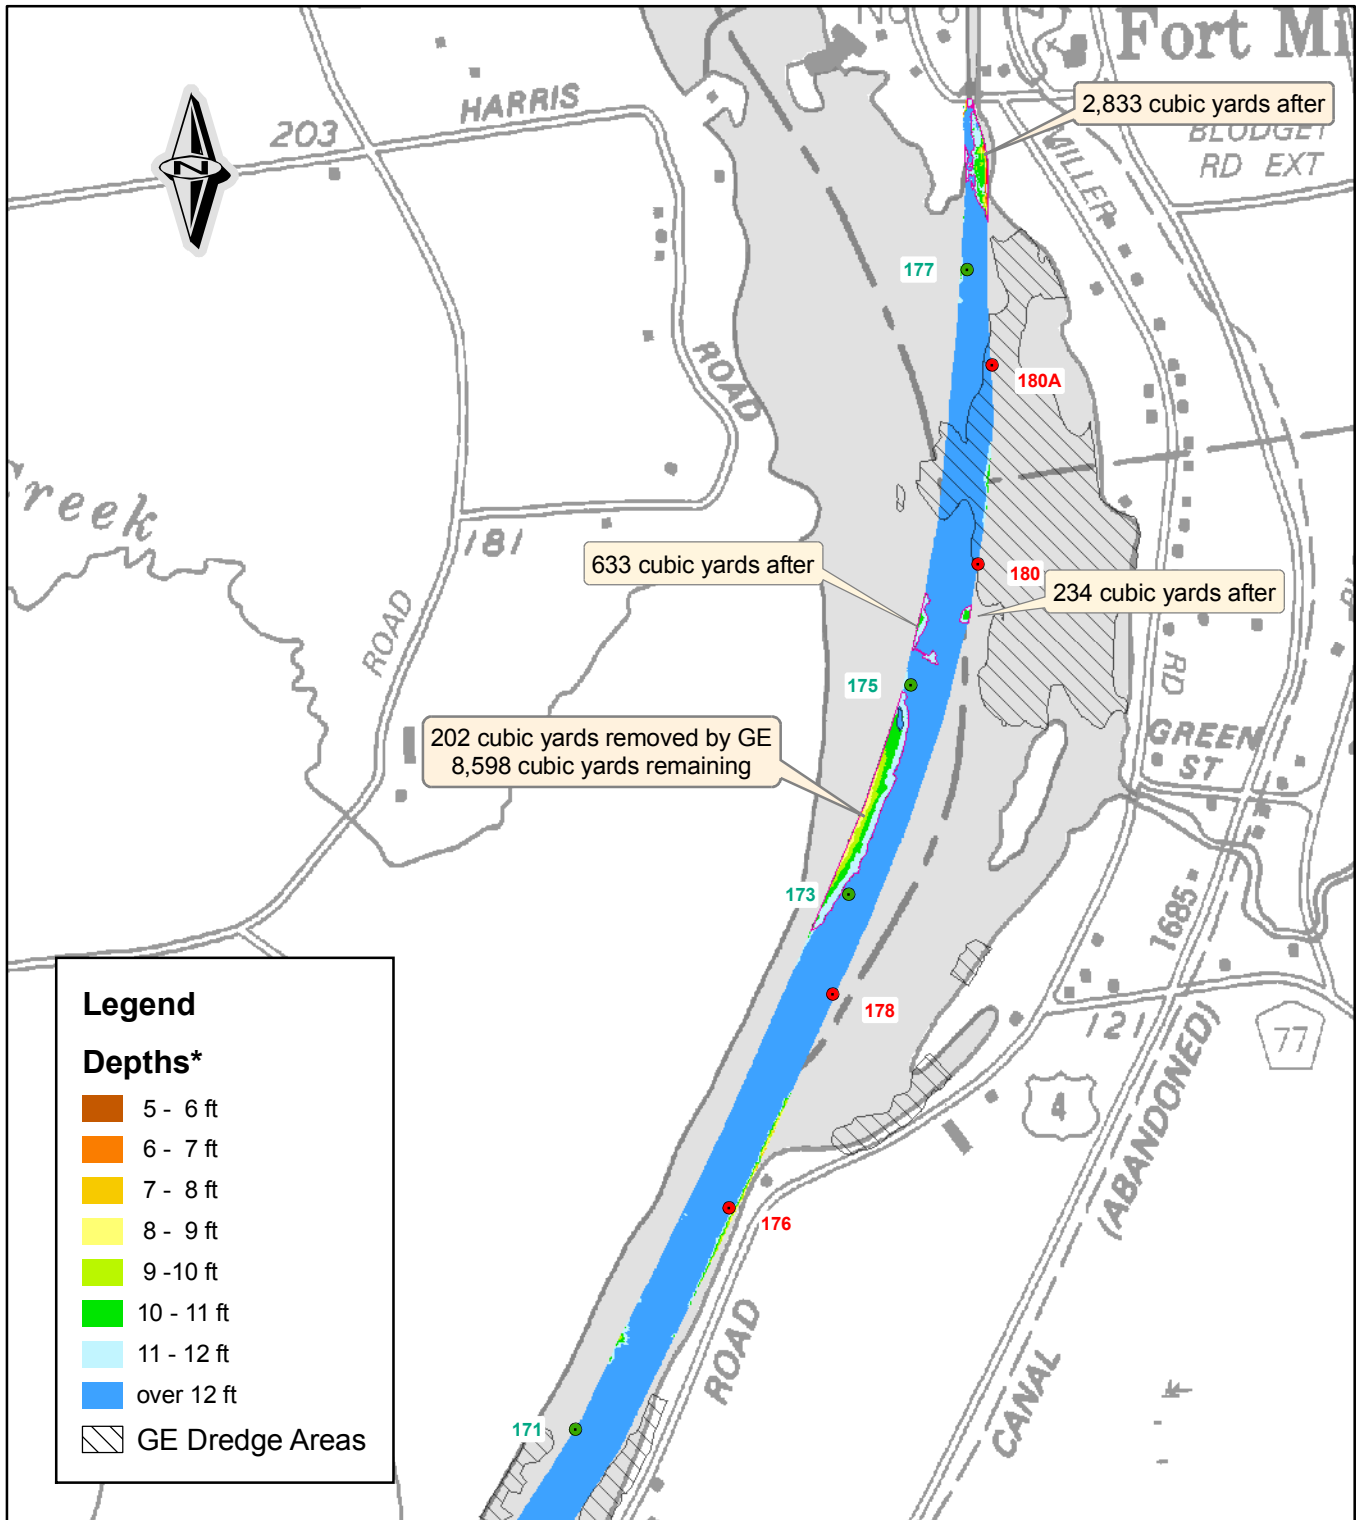 Fort Mi
No 6
HARRIS
203
2,833 cubic yards after
BLODGET
RD EXT
MILLER
N
177
ROAD
180A
reek
181
633 cubic yards after
180
234 cubic yards after
ROAD
175
RD
202 cubic yards removed by GE
8,598 cubic yards remaining
GREEN
ST
173
1685
178
121
77
4
(ABANDONED)
176
ROAD
CANAL
171
Legend
Depths*
5 - 6 ft
6 - 7 ft
7 - 8 ft
8 - 9 ft
9 -10 ft
10 - 11 ft
11 - 12 ft
over 12 ft
GE Dredge Areas